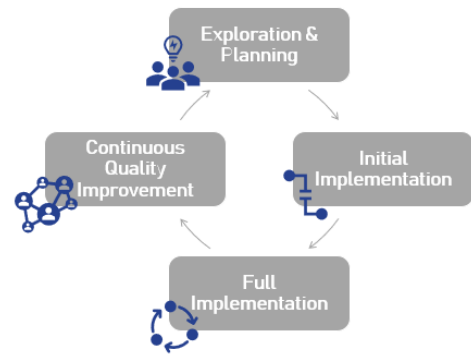 Exploration &
Planning
Initial
Implementation
Full
Implementation
Continuous
Quality
Improvement